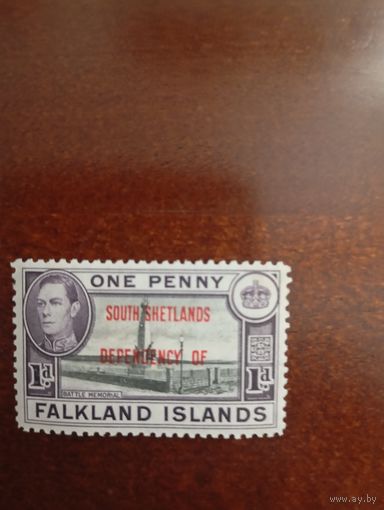 ONE PENNY
SOUTH SHETLANDS
DEPENDENCY OF
1d
1d
BATTLE MEMORIAL
FALKLAND ISLANDS
www.ay.by